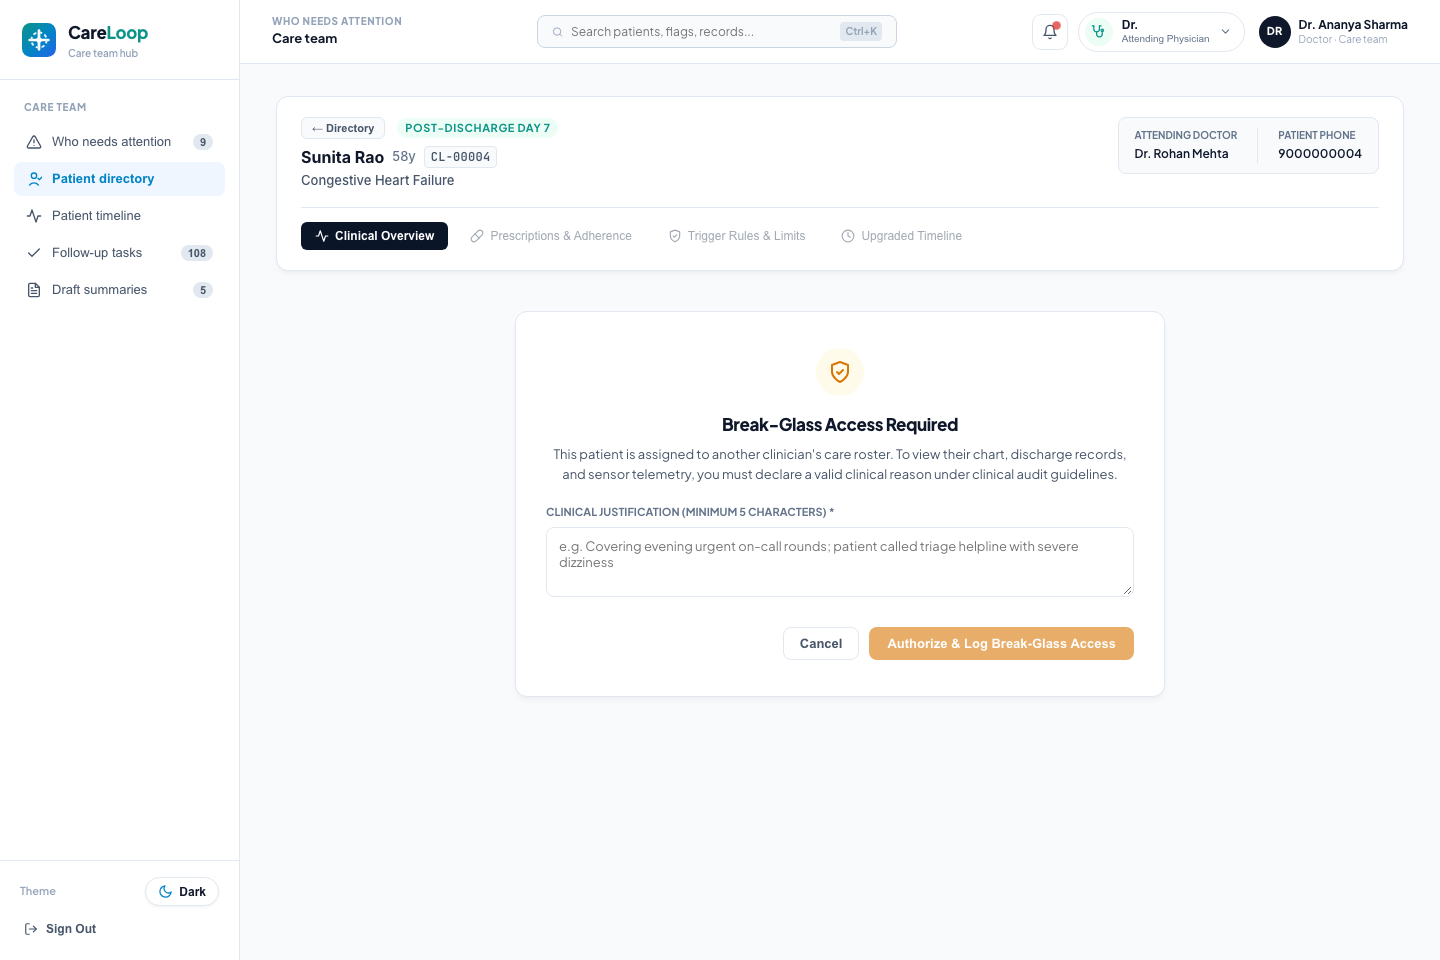 CareLoop
Care team hub
CARE TEAM
Who needs attention 9
Patient directory
Patient timeline
Follow-up tasks 108
Draft summaries 5
Theme
Dark
Sign Out
WHO NEEDS ATTENTION
Care team
Search patients, flags, records... Ctrl+K
Dr.
Attending Physician
DR
Dr. Ananya Sharma
Doctor · Care team
← Directory
POST-DISCHARGE DAY 7
Sunita Rao 58y CL-00004
Congestive Heart Failure
ATTENDING DOCTOR
Dr. Rohan Mehta
PATIENT PHONE
9000000004
Clinical Overview
Prescriptions & Adherence
Trigger Rules & Limits
Upgraded Timeline
Break-Glass Access Required
This patient is assigned to another clinician's care roster. To view their chart, discharge records,
and sensor telemetry, you must declare a valid clinical reason under clinical audit guidelines.
CLINICAL JUSTIFICATION (MINIMUM 5 CHARACTERS) *
e.g. Covering evening urgent on-call rounds; patient called triage helpline with severe
dizziness
Cancel
Authorize & Log Break-Glass Access